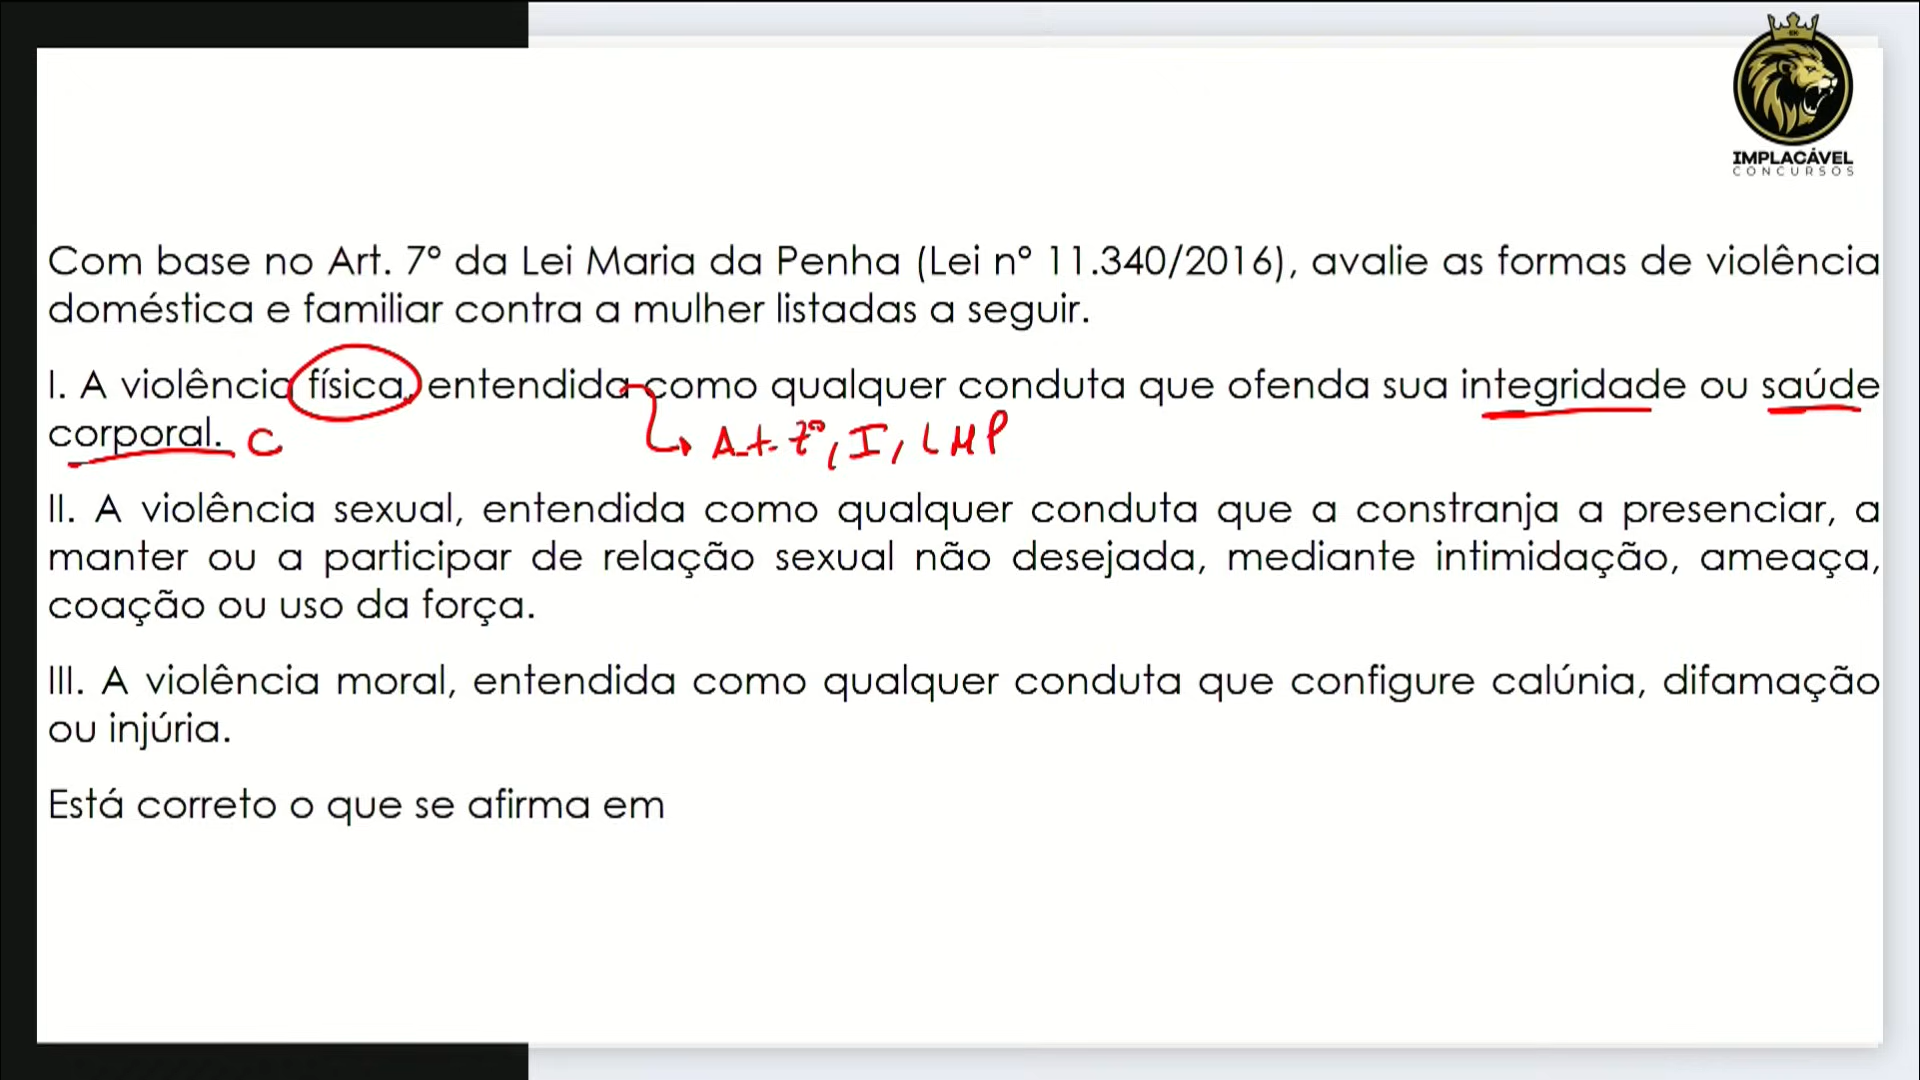 IMPLACÁVEL
CONCURSOS
Com base no Art. 7º da Lei Maria da Penha (Lei nº 11.340/2016), avalie as formas de violência
doméstica e familiar contra a mulher listadas a seguir.
I. A violência física, entendida como qualquer conduta que ofenda sua integridade ou saúde
corporal. C
Art. 7º, I, LMP
II. A violência sexual, entendida como qualquer conduta que a constranja a presenciar, a
manter ou a participar de relação sexual não desejada, mediante intimidação, ameaça,
coação ou uso da força.
III. A violência moral, entendida como qualquer conduta que configure calúnia, difamação
ou injúria.
Está correto o que se afirma em